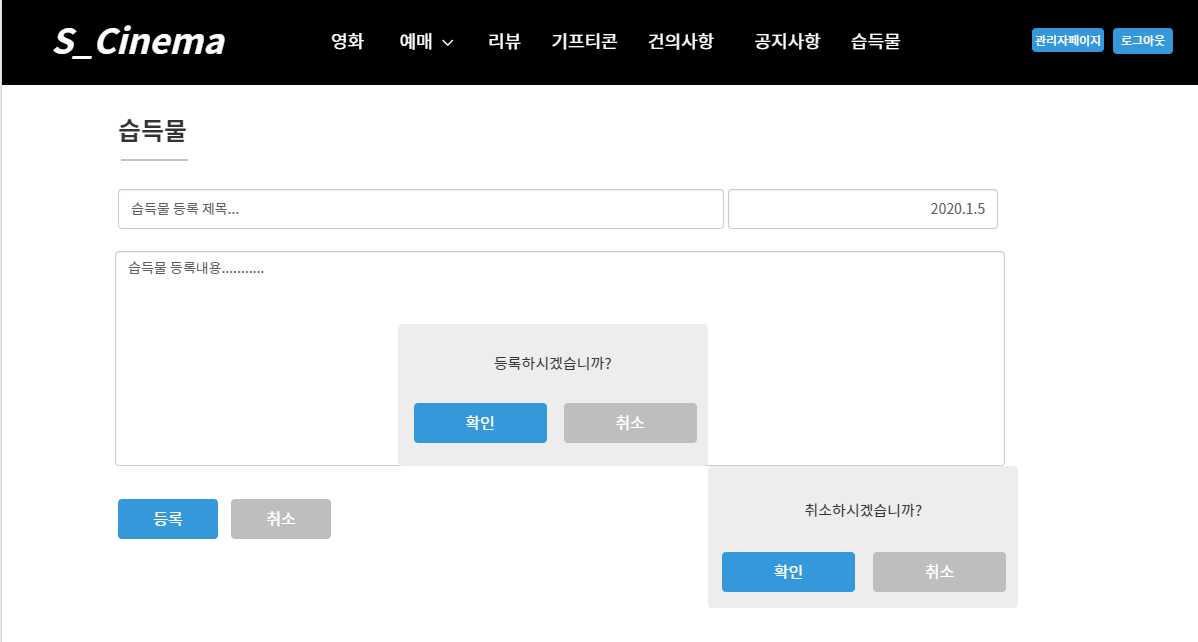 S_Cinema 영화 예매 리뷰 기프티콘 건의사항 공지사항 습득물 관리자페이지 로그아웃
습득물
습득물 등록 제목... 2020.1.5
습득물 등록내용...........
등록하시겠습니까?
확인 취소
등록 취소
취소하시겠습니까?
확인 취소